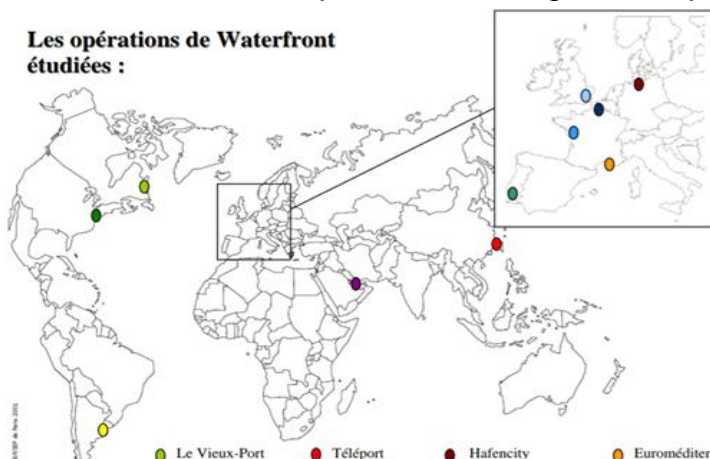 Les opérations de Waterfront
étudiées :
Le Vieux-Port Téléport Hafencity Euroméditer